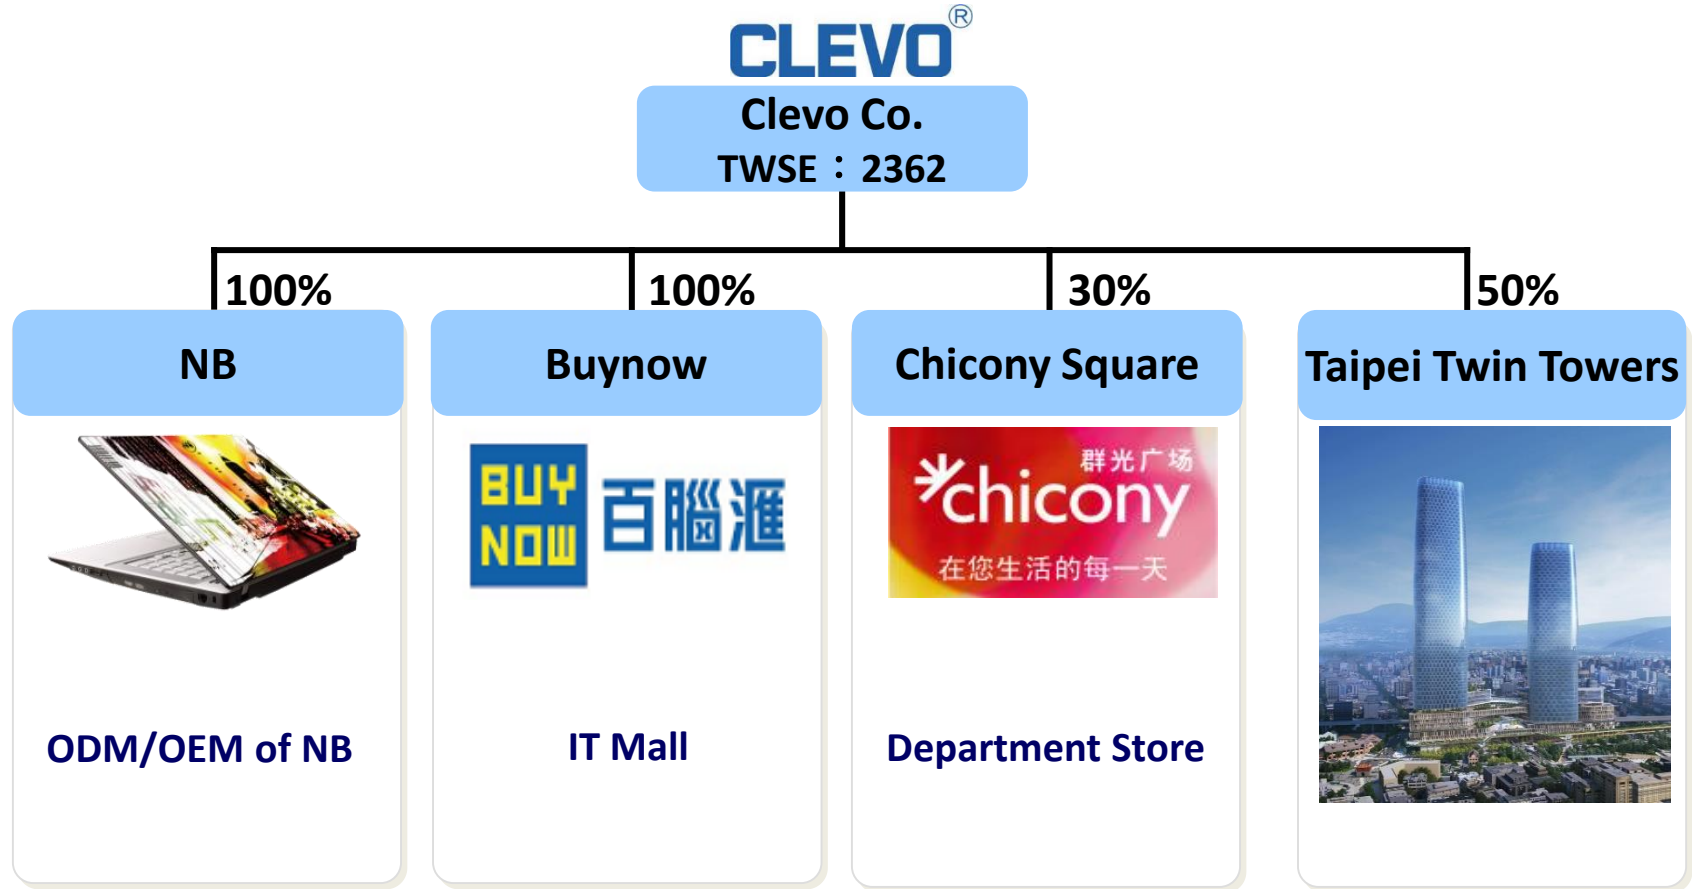 CLEVO®
Clevo Co.
TWSE：2362
100%
100%
30%
50%
NB
Buynow
Chicony Square
Taipei Twin Towers
BUY
NOW
百腦滙
群光广场
chicony
在您生活的每一天
ODM/OEM of NB
IT Mall
Department Store